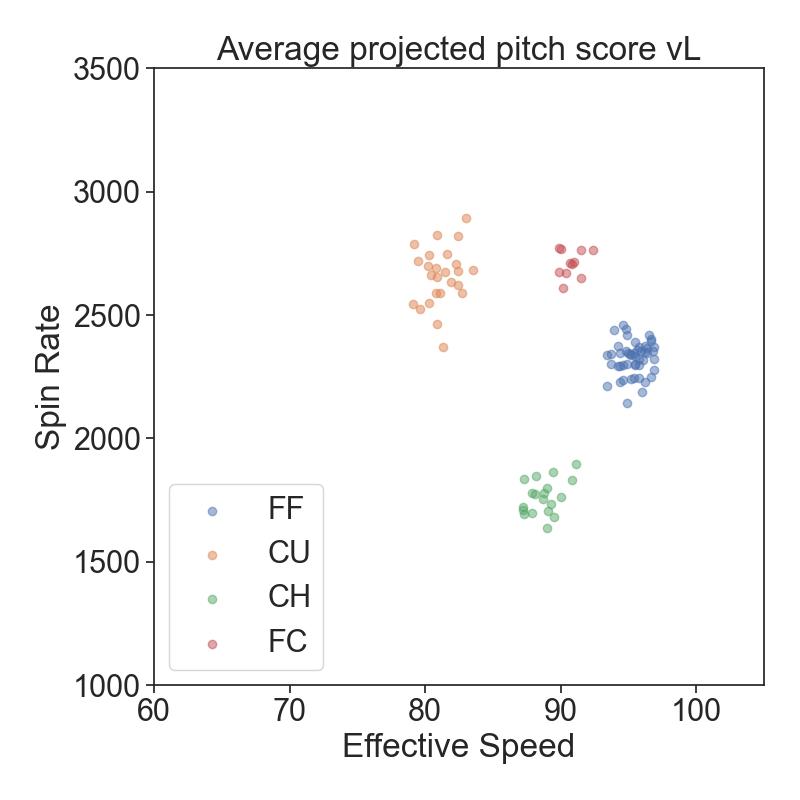 Average projected pitch score vL
3500
3000
2500
2000
1500
1000
Spin Rate
FF
CU
CH
FC
60 70 80 90 100
Effective Speed